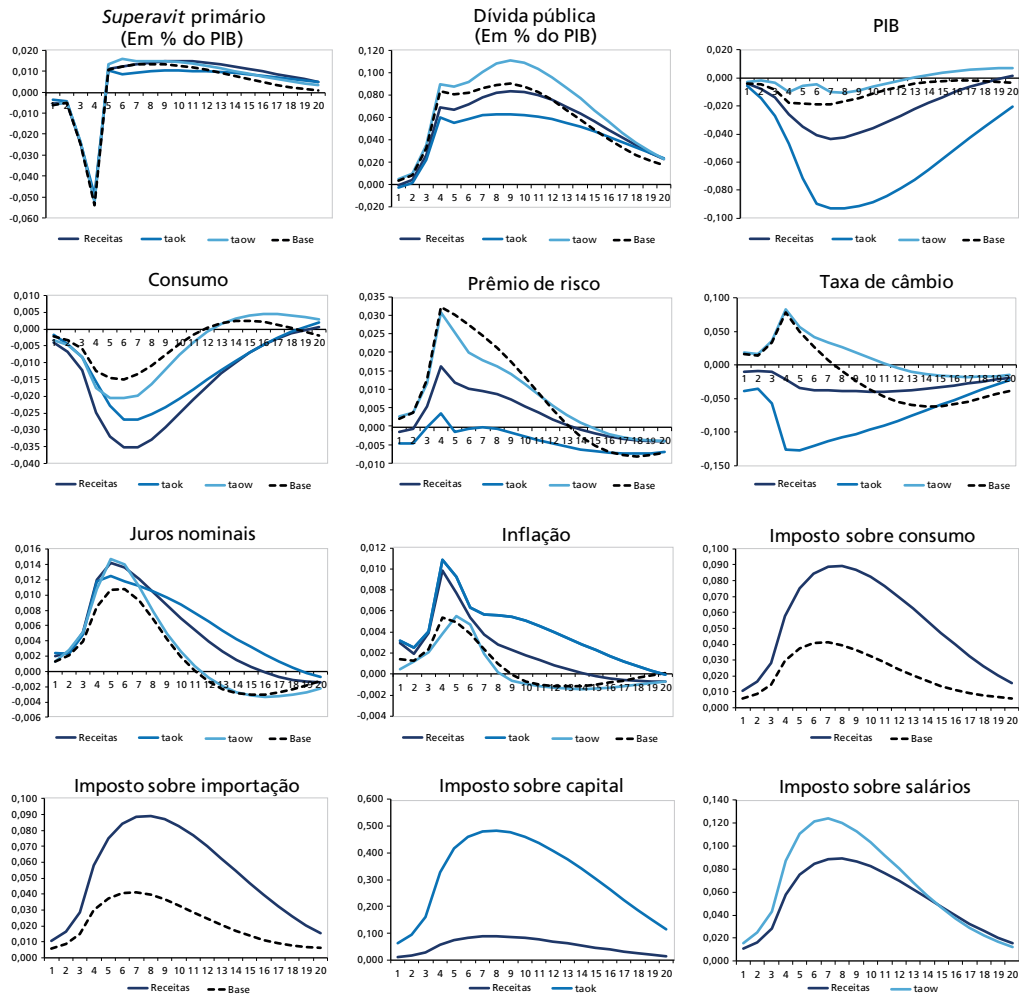 Superavit primário
(Em % do PIB)
0,020
0,010
0,000
-0,010
-0,020
-0,030
-0,040
-0,050
-0,060
1 2 3 4 5 6 7 8 9 10 11 12 13 14 15 16 17 18 19 20
Receitas taok taow Base
Dívida pública
(Em % do PIB)
0,120
0,100
0,080
0,060
0,040
0,020
0,000
-0,020
1 2 3 4 5 6 7 8 9 10 11 12 13 14 15 16 17 18 19 20
Receitas taok taow Base
PIB
0,020
0,000
-0,020
-0,040
-0,060
-0,080
-0,100
1 2 3 4 5 6 7 8 9 10 11 12 13 14 15 16 17 18 19 20
Receitas taok taow Base
Consumo
0,010
0,005
0,000
-0,005
-0,010
-0,015
-0,020
-0,025
-0,030
-0,035
-0,040
1 2 3 4 5 6 7 8 9 10 11 12 13 14 15 16 17 18 19 20
Receitas taok taow Base
Prêmio de risco
0,035
0,030
0,025
0,020
0,015
0,010
0,005
0,000
-0,005
-0,010
1 2 3 4 5 6 7 8 9 10 11 12 13 14 15 16 17 18 19 20
Receitas taok taow Base
Taxa de câmbio
0,100
0,050
0,000
-0,050
-0,100
-0,150
1 2 3 4 5 6 7 8 9 10 11 12 13 14 15 16 17 18 19 20
Receitas taok taow Base
Juros nominais
0,016
0,014
0,012
0,010
0,008
0,006
0,004
0,002
0,000
-0,002
-0,004
-0,006
1 2 3 4 5 6 7 8 9 10 11 12 13 14 15 16 17 18 19 20
Receitas taok taow Base
Inflação
0,012
0,010
0,008
0,006
0,004
0,002
0,000
-0,002
-0,004
1 2 3 4 5 6 7 8 9 10 11 12 13 14 15 16 17 18 19 20
Receitas taok taow Base
Imposto sobre consumo
0,100
0,090
0,080
0,070
0,060
0,050
0,040
0,030
0,020
0,010
0,000
1 2 3 4 5 6 7 8 9 10 11 12 13 14 15 16 17 18 19 20
Receitas Base
Imposto sobre importação
0,100
0,090
0,080
0,070
0,060
0,050
0,040
0,030
0,020
0,010
0,000
1 2 3 4 5 6 7 8 9 10 11 12 13 14 15 16 17 18 19 20
Receitas Base
Imposto sobre capital
0,600
0,500
0,400
0,300
0,200
0,100
0,000
1 2 3 4 5 6 7 8 9 10 11 12 13 14 15 16 17 18 19 20
Receitas taok
Imposto sobre salários
0,140
0,120
0,100
0,080
0,060
0,040
0,020
0,000
1 2 3 4 5 6 7 8 9 10 11 12 13 14 15 16 17 18 19 20
Receitas taow